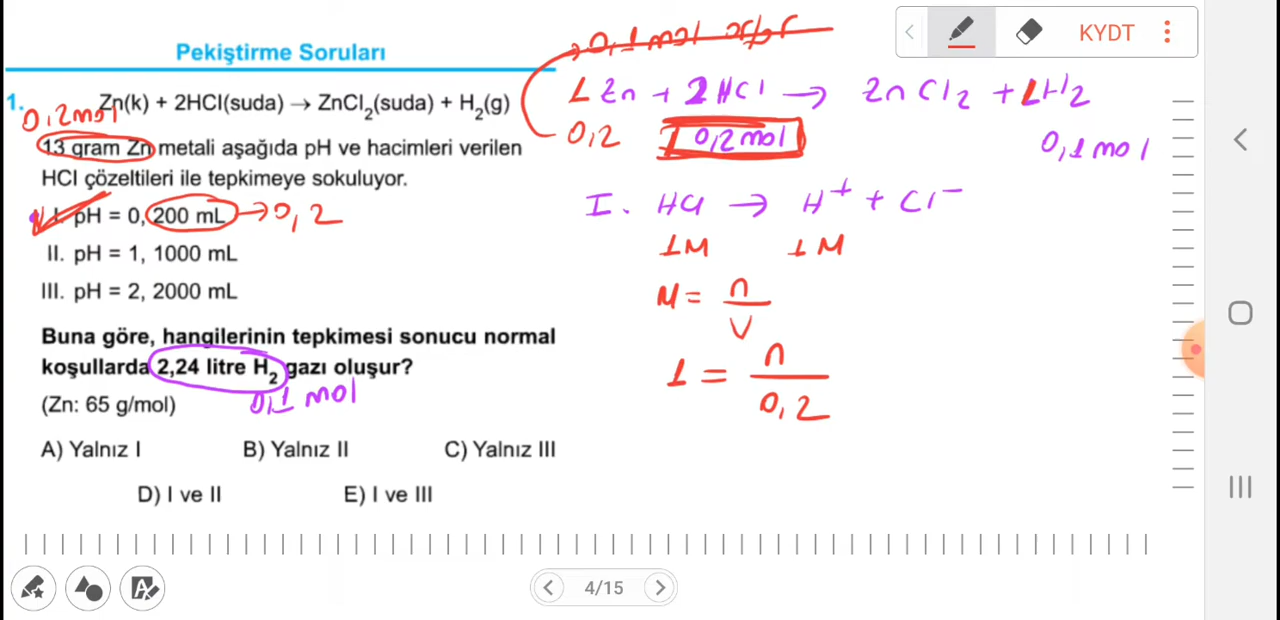 Pekiştirme Soruları
1. Zn(k) + 2HCl(suda) → ZnCl₂(suda) + H₂(g)
0,2mol
13 gram Zn metali aşağıda pH ve hacimleri verilen
HCl çözeltileri ile tepkimeye sokuluyor.
I. pH = 0, 200 mL → 0,2
II. pH = 1, 1000 mL
III. pH = 2, 2000 mL
Buna göre, hangilerinin tepkimesi sonucu normal
koşullarda 2,24 litre H₂ gazı oluşur?
0,1 mol
(Zn: 65 g/mol)
A) Yalnız I B) Yalnız II C) Yalnız III
D) I ve II E) I ve III
0,1 mol
1 Zn + 2 HCl → ZnCl₂ + 1H₂
0,2 0,2 mol 0,1 mol
I. HCl → H⁺ + Cl⁻
1M 1M
M = n
V
1 = n
0,2
KYDT
4/15